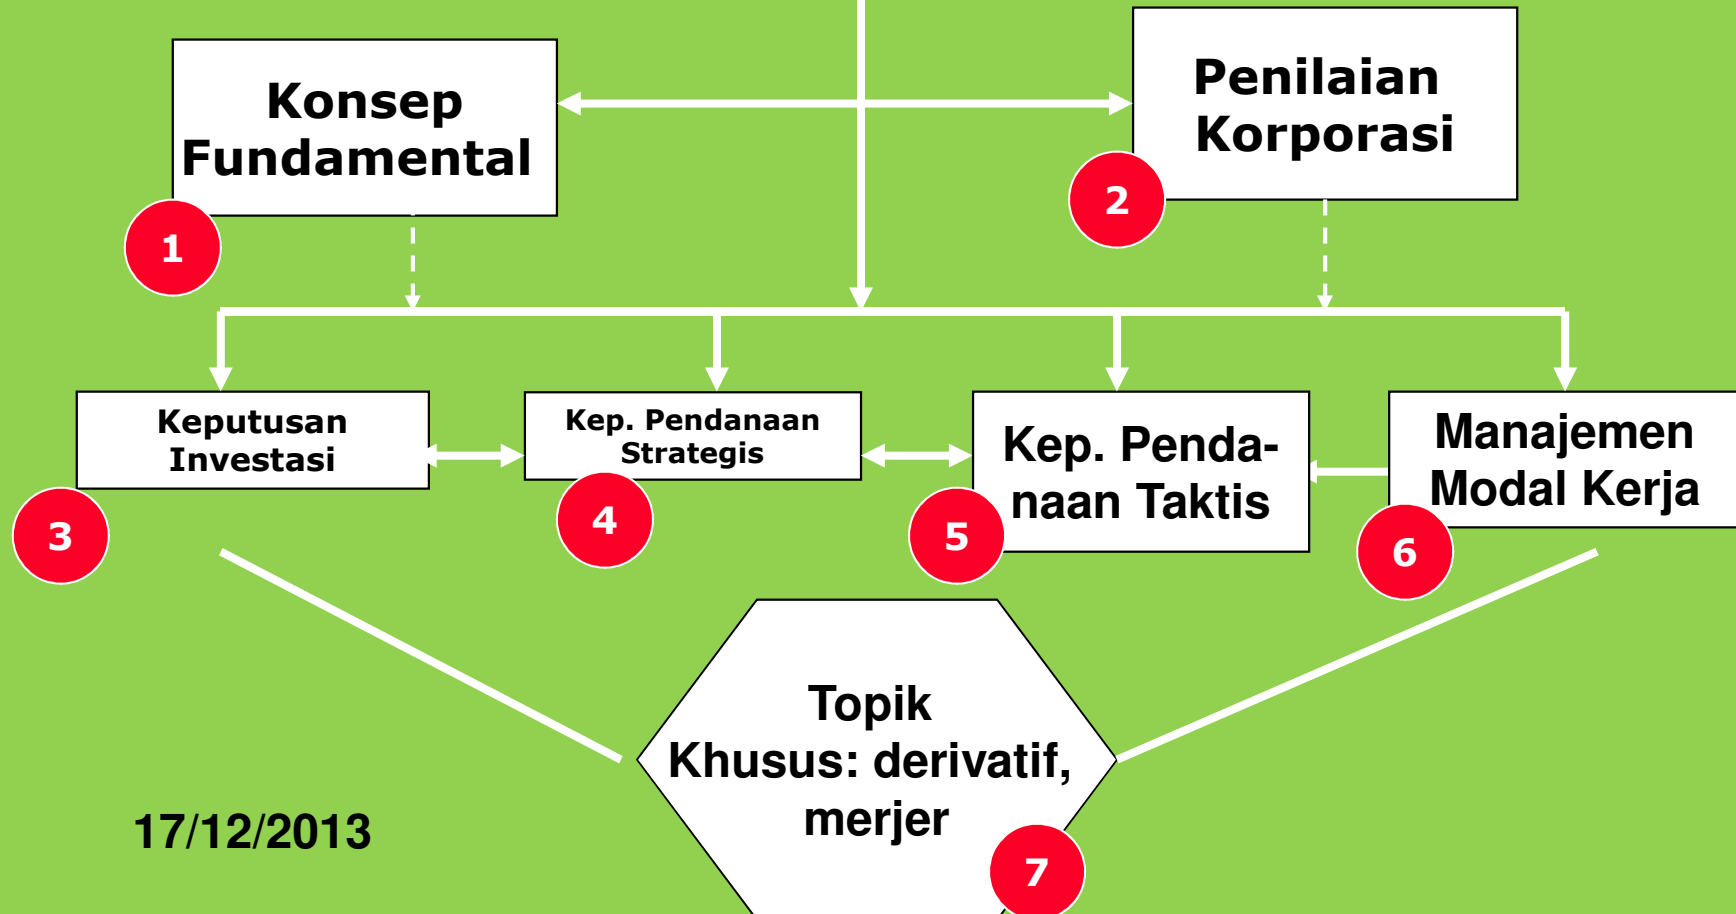 Konsep
Fundamental
1
Penilaian
Korporasi
2
Keputusan
Investasi
3
Kep. Pendanaan
Strategis
4
Kep. Penda-
naan Taktis
5
Manajemen
Modal Kerja
6
Topik
Khusus: derivatif,
merjer
7
17/12/2013